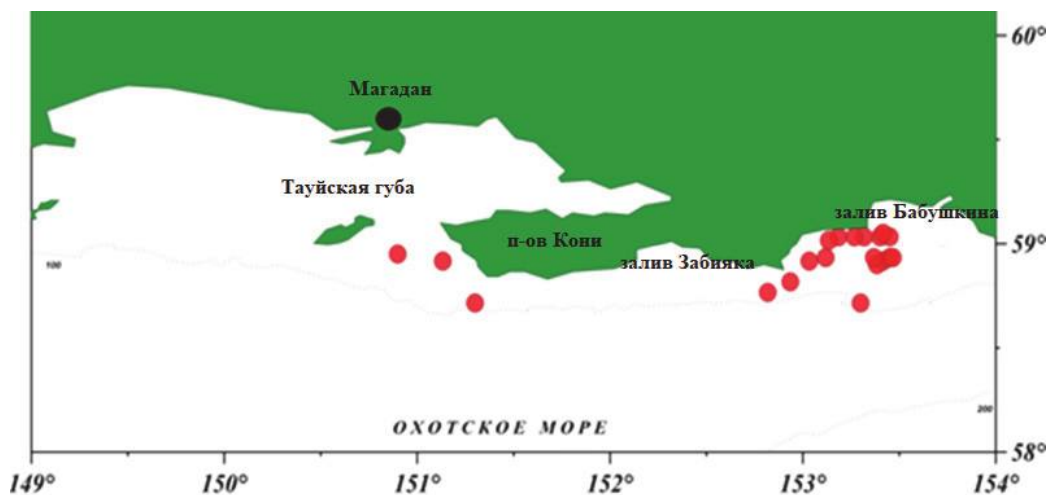 60°
Магадан
Тауйская губа
залив Бабушкина
п-ов Кони
59°
залив Забияка
100
200
ОХОТСКОЕ МОРЕ
58°
149°
150°
151°
152°
153°
154°